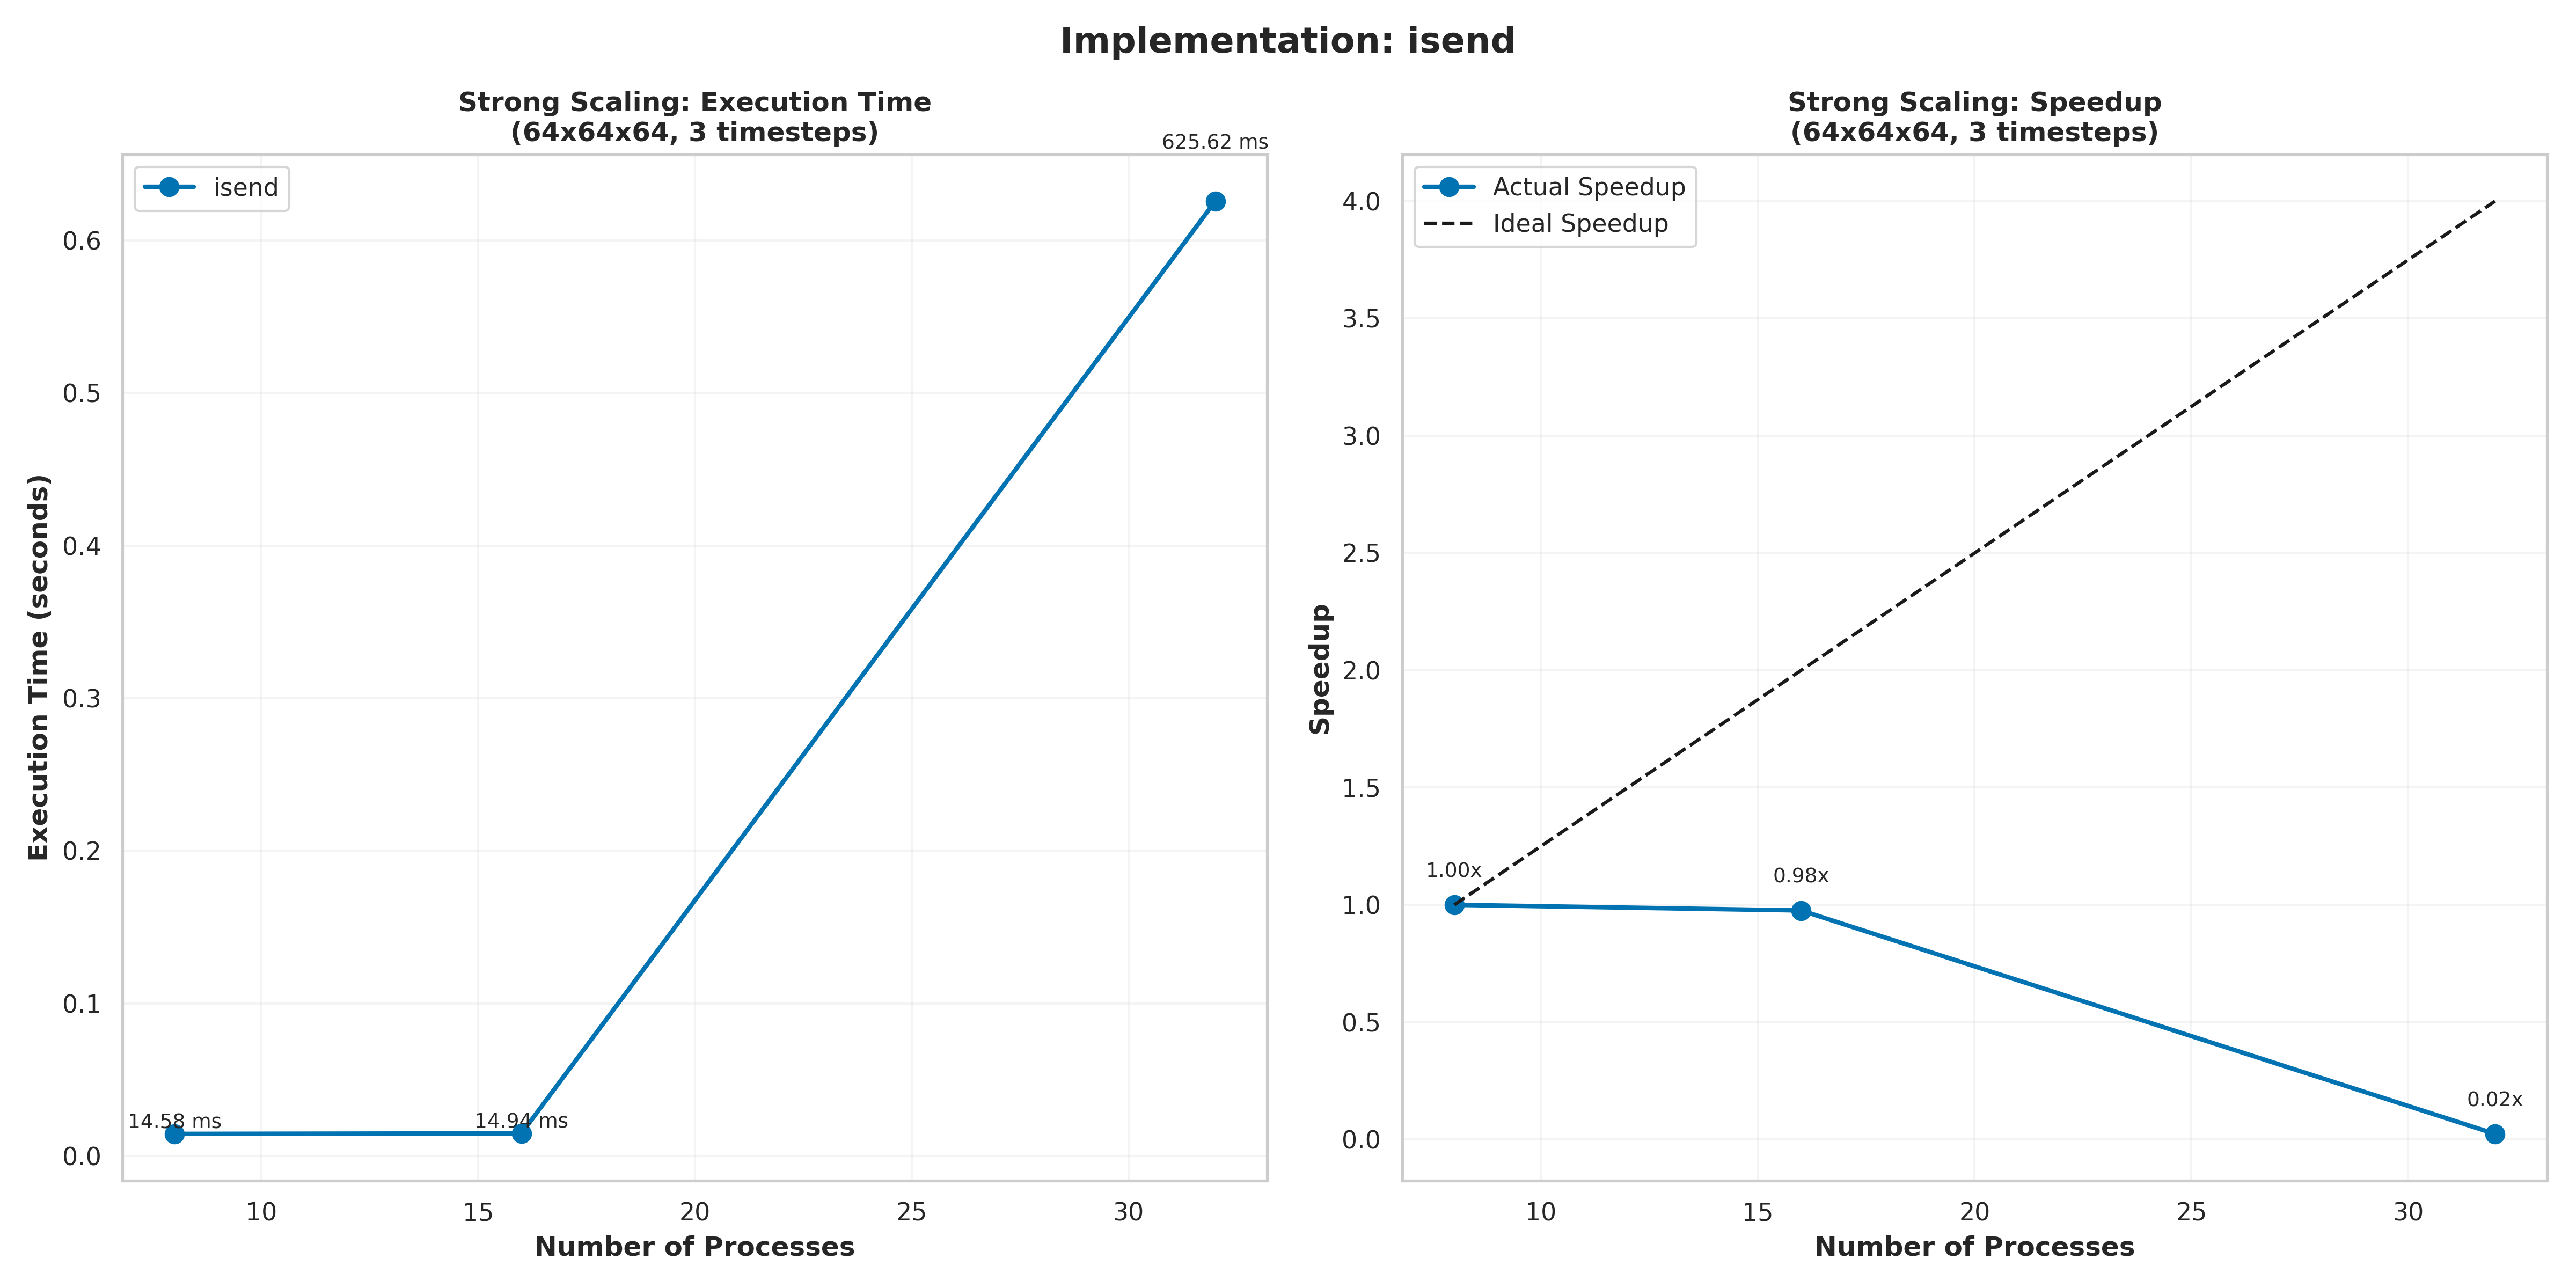 Implementation: isend
Strong Scaling: Execution Time
(64x64x64, 3 timesteps)
625.62 ms
isend
0.6
0.5
0.4
0.3
0.2
0.1
0.0
14.58 ms
14.94 ms
10
15
20
25
30
Execution Time (seconds)
Number of Processes
Strong Scaling: Speedup
(64x64x64, 3 timesteps)
Actual Speedup
Ideal Speedup
4.0
3.5
3.0
2.5
2.0
1.5
1.0
0.5
0.0
1.00x
0.98x
0.02x
10
15
20
25
30
Speedup
Number of Processes